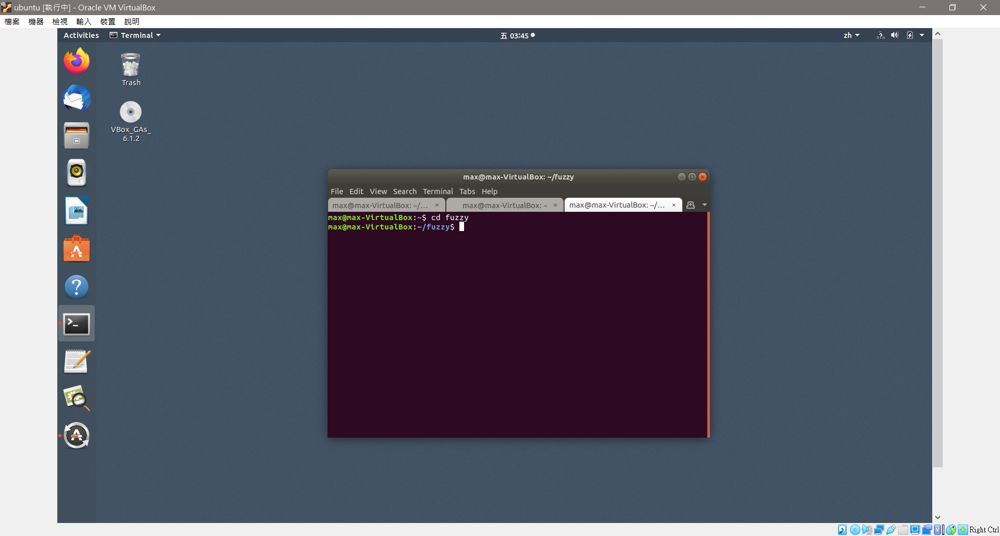 ubuntu [執行中] - Oracle VM VirtualBox
檔案 機器 檢視 輸入 裝置 說明
Activities Terminal 五 03:45 zh
Trash
VBox_GAs_
6.1.2
max@max-VirtualBox: ~/fuzzy
File Edit View Search Terminal Tabs Help
max@max-VirtualBox: ~/... max@max-VirtualBox: ~ max@max-VirtualBox: ~/...
max@max-VirtualBox:~$ cd fuzzy
max@max-VirtualBox:~/fuzzy$
Right Ctrl